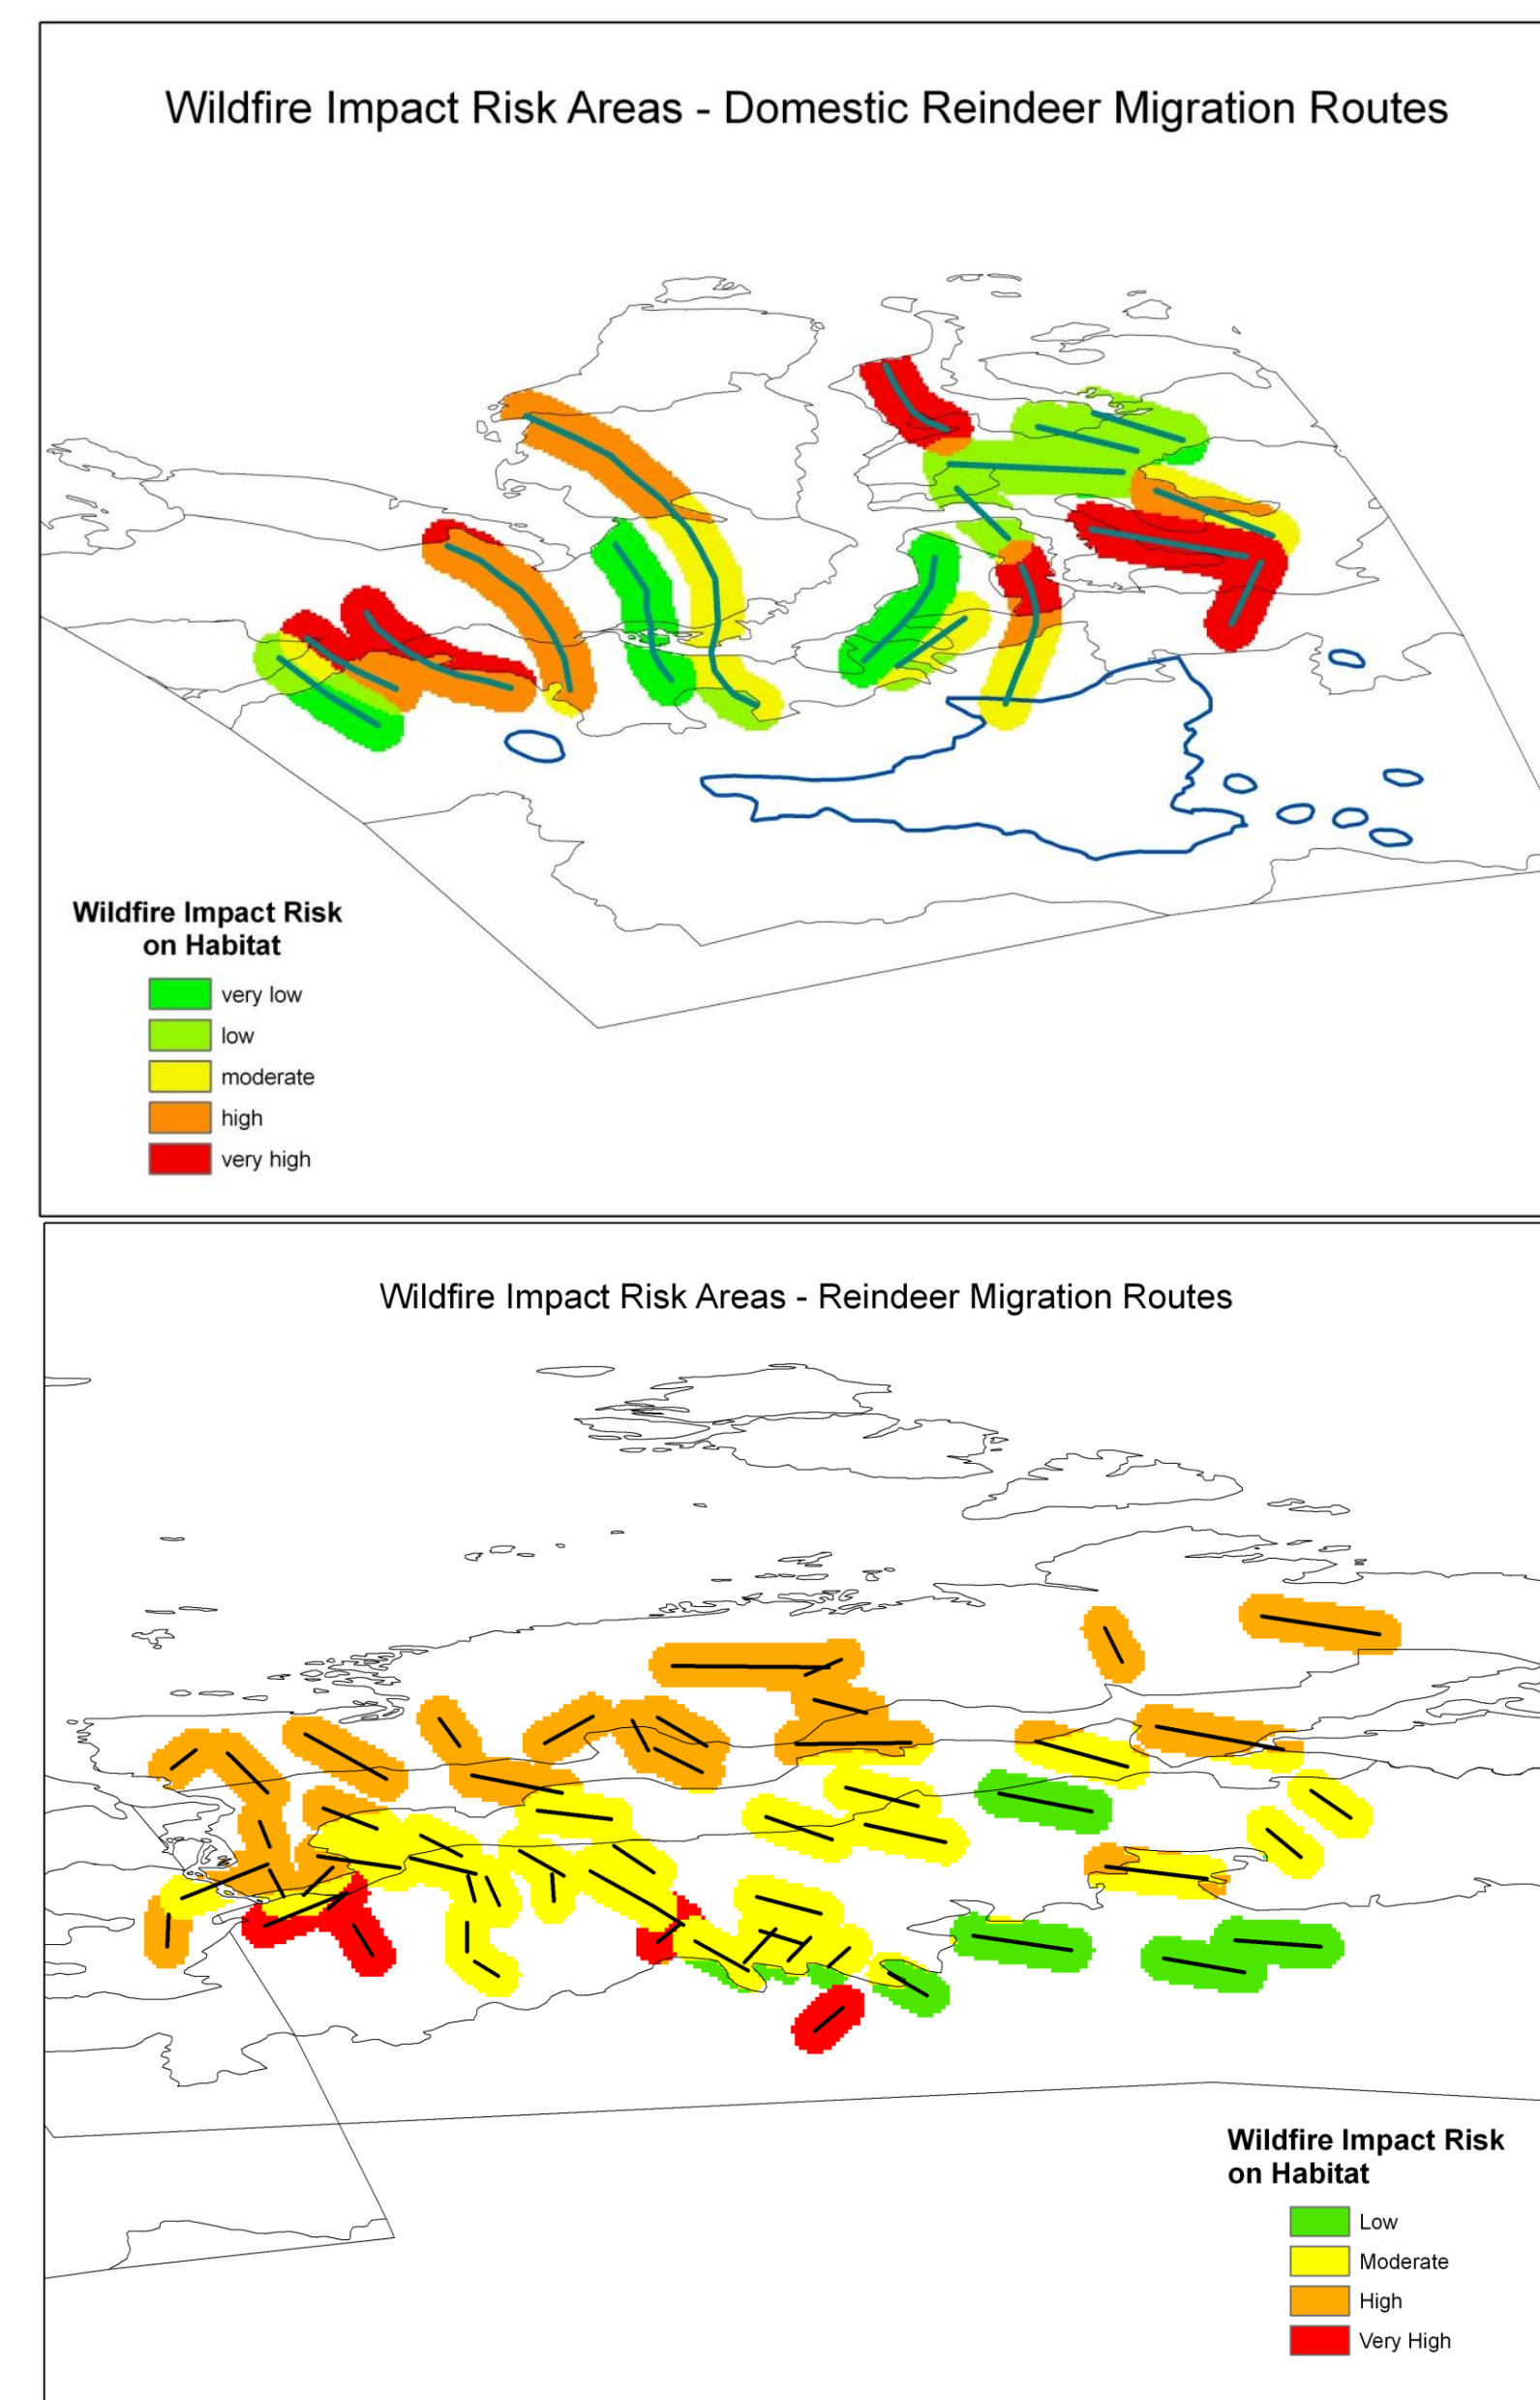 Wildfire Impact Risk Areas - Domestic Reindeer Migration Routes
Wildfire Impact Risk
on Habitat
very low
low
moderate
high
very high
Wildfire Impact Risk Areas - Reindeer Migration Routes
Wildfire Impact Risk
on Habitat
Low
Moderate
High
Very High